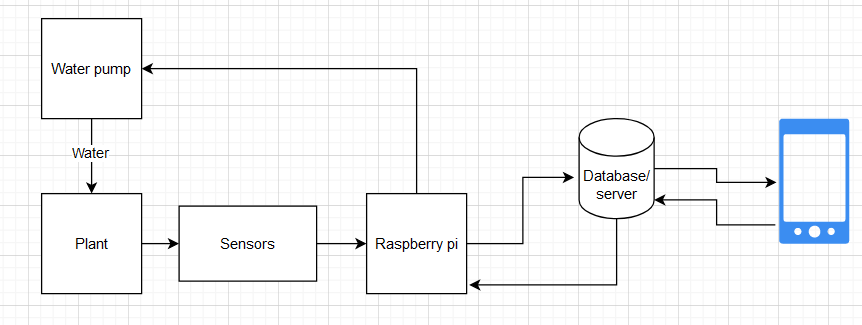 Water pump
Water
Plant
Sensors
Raspberry pi
Database/
server